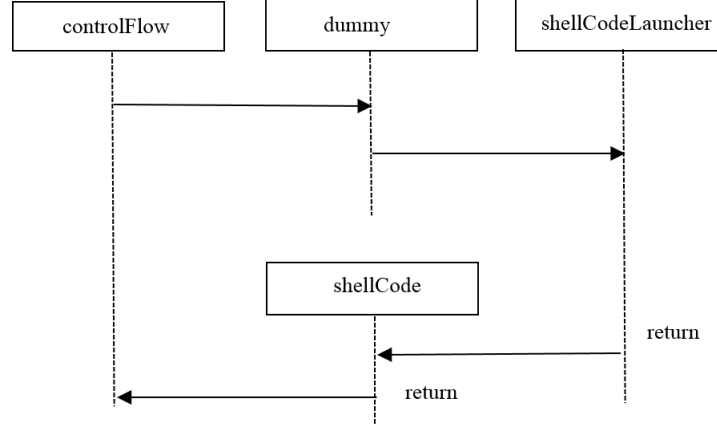 controlFlow
dummy
shellCodeLauncher
shellCode
return
return